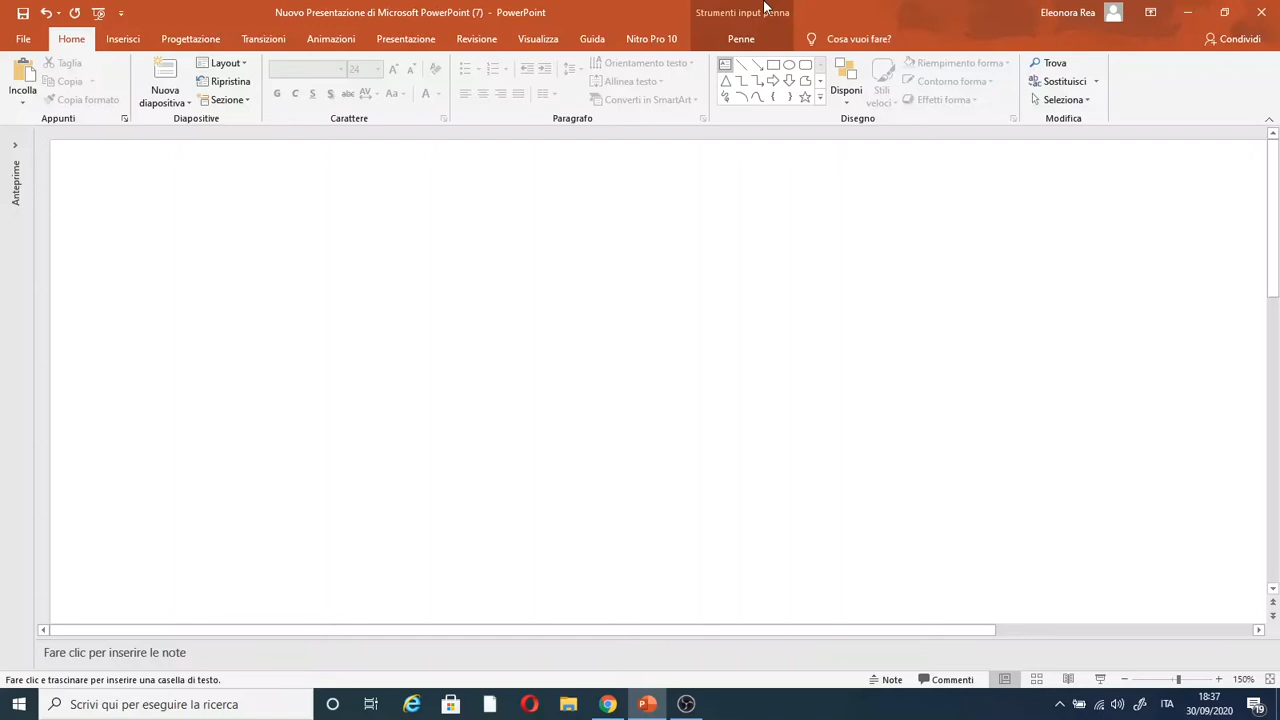 Nuovo Presentazione di Microsoft PowerPoint (7) - PowerPoint
Strumenti input penna
Eleonora Rea
File Home Inserisci Progettazione Transizioni Animazioni Presentazione Revisione Visualizza Guida Nitro Pro 10 Penne Cosa vuoi fare? Condividi
Incolla
Taglia
Copia
Copia formato
Appunti
Nuova
diapositiva
Layout
Ripristina
Sezione
Diapositive
24
G C S S abc AV Aa A
Carattere
Orientamento testo
Allinea testo
Converti in SmartArt
Paragrafo
Disponi
Stili
veloci
Riempimento forma
Contorno forma
Effetti forma
Disegno
Trova
Sostituisci
Seleziona
Modifica
Anteprime
Fare clic per inserire le note
Fare clic e trascinare per inserire una casella di testo.
Note Commenti 150%
Scrivi qui per eseguire la ricerca
ITA
18:37
30/09/2020
19